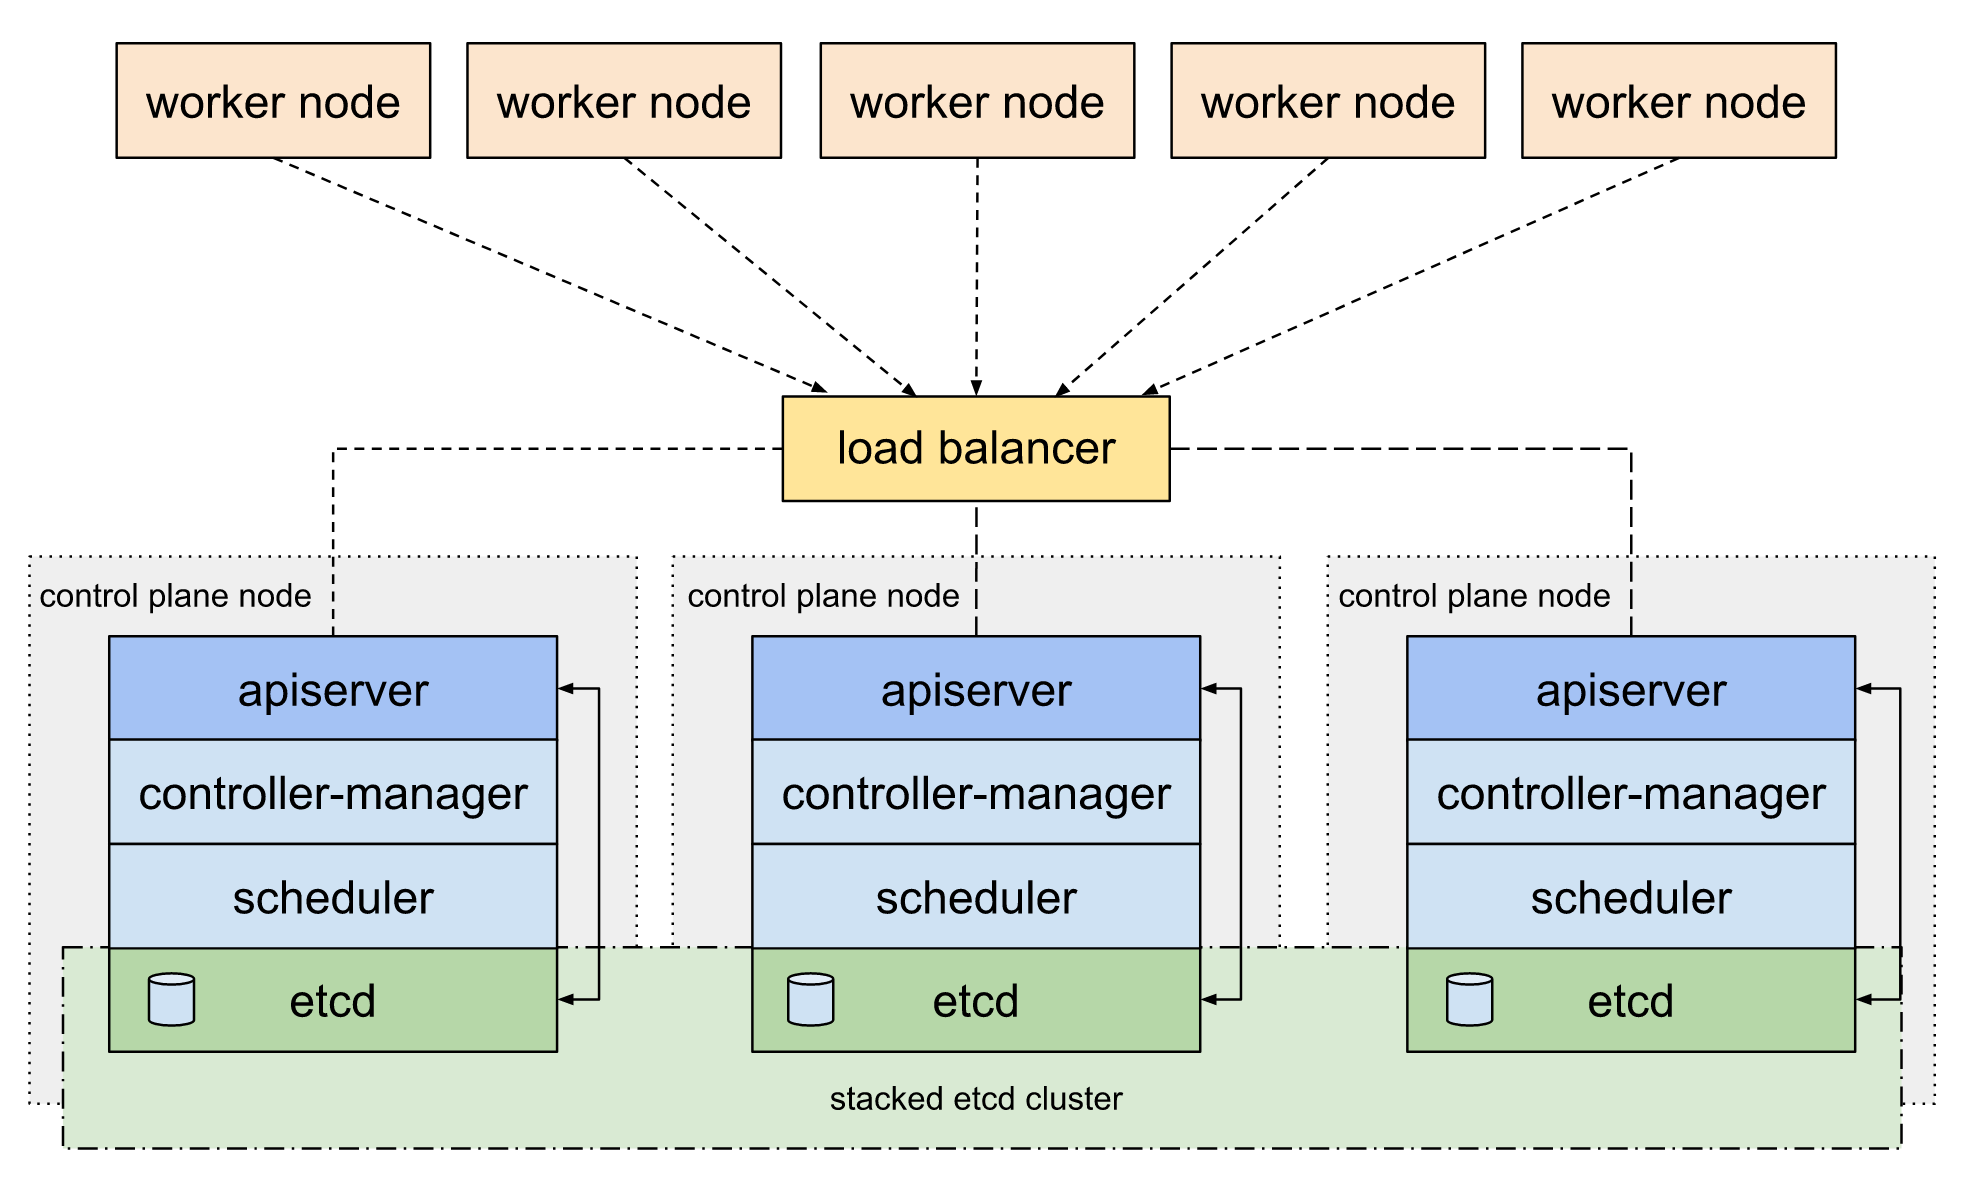 worker node
worker node
worker node
worker node
worker node
load balancer
control plane node
control plane node
control plane node
apiserver
apiserver
apiserver
controller-manager
controller-manager
controller-manager
scheduler
scheduler
scheduler
etcd
etcd
etcd
stacked etcd cluster